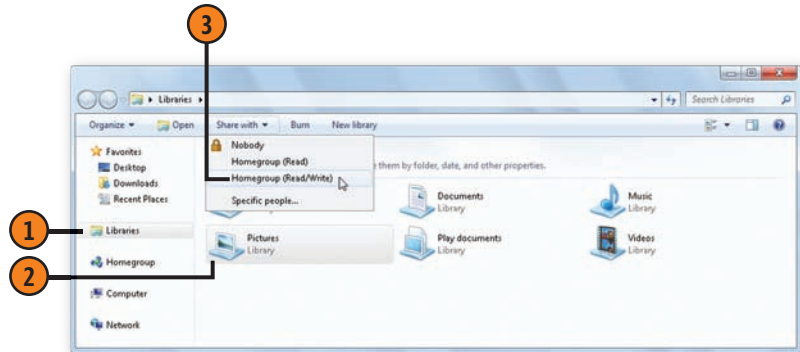 3
Libraries
Search Libraries
Organize Open Share with Burn New library
Favorites
Desktop
Downloads
Recent Places
Libraries
Homegroup
Computer
Network
Nobody
Homegroup (Read)
Homegroup (Read/Write)
Specific people...
them by folder, date, and other properties.
Documents
Library
Music
Library
Pictures
Library
Play documents
Library
Videos
Library
1
2